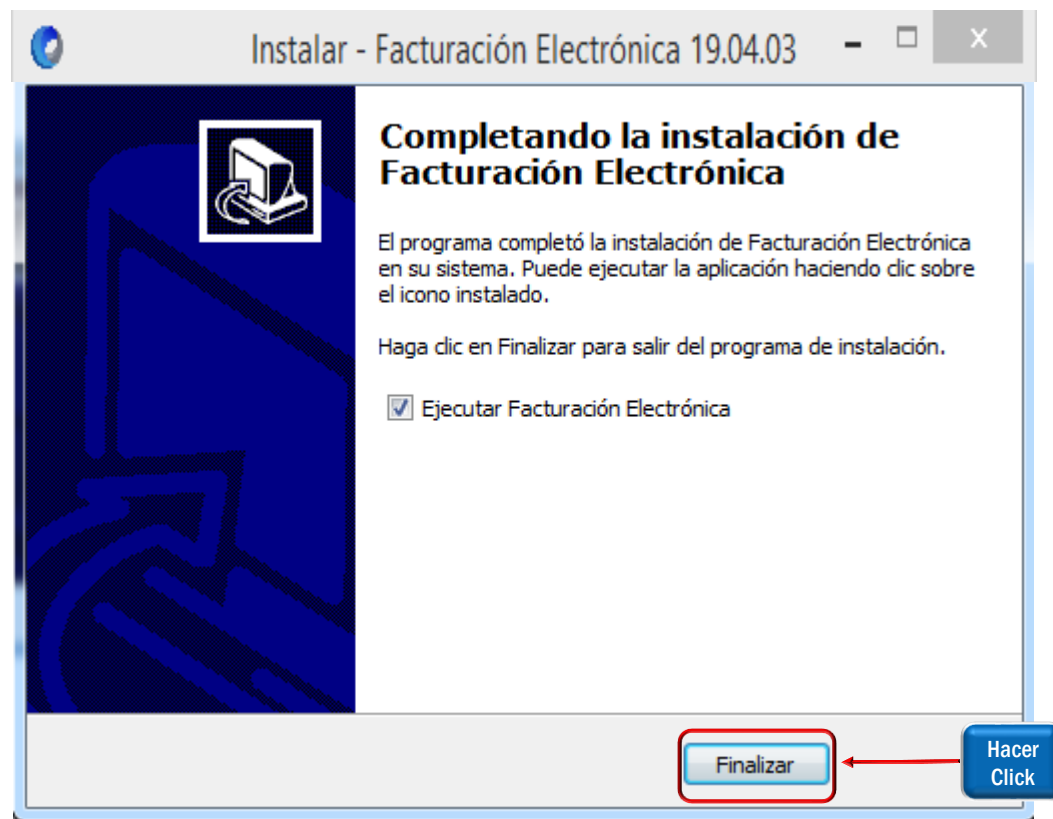 Instalar - Facturación Electrónica 19.04.03
Completando la instalación de
Facturación Electrónica
El programa completó la instalación de Facturación Electrónica
en su sistema. Puede ejecutar la aplicación haciendo clic sobre
el icono instalado.
Haga clic en Finalizar para salir del programa de instalación.
Ejecutar Facturación Electrónica
Finalizar
Hacer
Click